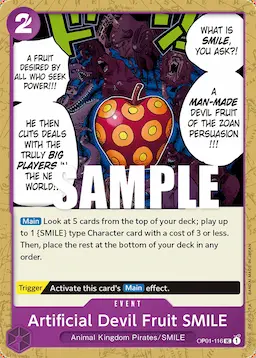 2
A FRUIT
DESIRED BY
ALL WHO SEEK
POWER!!!
WHAT IS
SMILE,
YOU ASK?!
A
MAN-MADE
DEVIL FRUIT
OF THE ZOAN
PERSUASION
!!!
HE THEN
CUTS DEALS
WITH THE
TRULY BIG
PLAYERS IN
THE NEW
WORLD...
SAMPLE
Main Look at 5 cards from the top of your deck; play up
to 1 {SMILE} type Character card with a cost of 3 or less.
Then, place the rest at the bottom of your deck in any
order.
Trigger Activate this card's Main effect.
EVENT
Artificial Devil Fruit SMILE
Animal Kingdom Pirates/SMILE
OP01-116